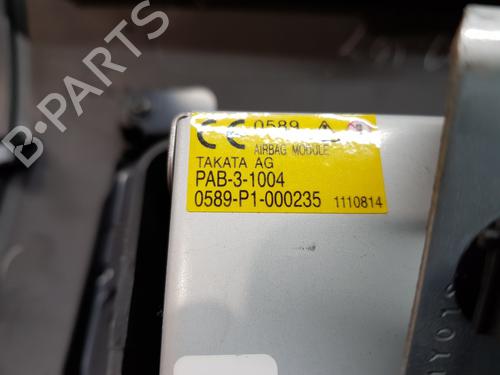 CE 0589
AIRBAG MODULE
TAKATA AG
PAB-3-1004
0589-P1-000235 1110814
B-PARTS